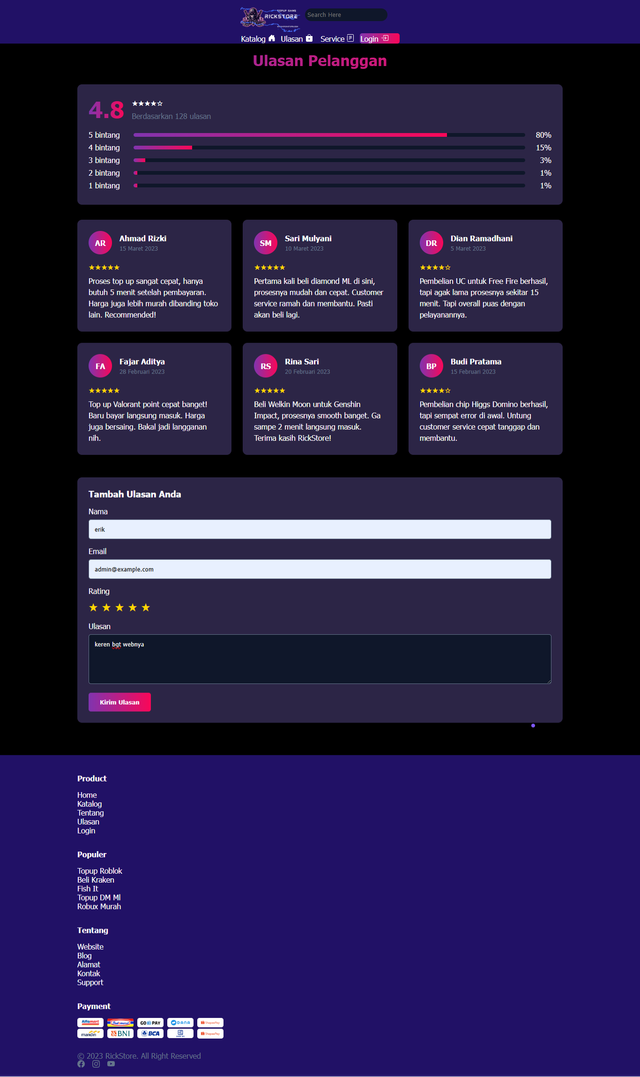 TOPUP GAME
RICKSTORE
Search Here
Katalog
Ulasan
Service
Login
Ulasan Pelanggan
4.8
Berdasarkan 128 ulasan
5 bintang 80%
4 bintang 15%
3 bintang 3%
2 bintang 1%
1 bintang 1%
AR
Ahmad Rizki
15 Maret 2023
Proses top up sangat cepat, hanya
butuh 5 menit setelah pembayaran.
Harga juga lebih murah dibanding toko
lain. Recommended!
SM
Sari Mulyani
10 Maret 2023
Pertama kali beli diamond ML di sini,
prosesnya mudah dan cepat. Customer
service ramah dan membantu. Pasti
akan beli lagi.
DR
Dian Ramadhani
5 Maret 2023
Pembelian UC untuk Free Fire berhasil,
tapi agak lama prosesnya sekitar 15
menit. Tapi overall puas dengan
pelayanannya.
FA
Fajar Aditya
28 Februari 2023
Top up Valorant point cepat banget!
Baru bayar langsung masuk. Harga
juga bersaing. Bakal jadi langganan
nih.
RS
Rina Sari
20 Februari 2023
Beli Welkin Moon untuk Genshin
Impact, prosesnya smooth banget. Ga
sampe 2 menit langsung masuk.
Terima kasih RickStore!
BP
Budi Pratama
15 Februari 2023
Pembelian chip Higgs Domino berhasil,
tapi sempat error di awal. Untung
customer service cepat tanggap dan
membantu.
Tambah Ulasan Anda
Nama
erik
Email
admin@example.com
Rating
Ulasan
keren bgt webnya
Kirim Ulasan
Product
Home
Katalog
Tentang
Ulasan
Login
Populer
Topup Roblok
Beli Kraken
Fish It
Topup DM Ml
Robux Murah
Tentang
Website
Blog
Alamat
Kontak
Support
Payment
Alfamart
Indomaret
GO PAY
DANA
ShopeePay
BNI
BCA
ShopeePay
© 2023 RickStore. All Right Reserved